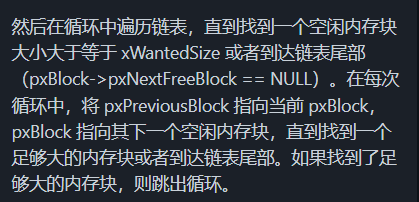 然后在循环中遍历链表，直到找到一个空闲内存块
大小大于等于 xWantedSize 或者到达链表尾部
（pxBlock->pxNextFreeBlock == NULL）。在每次
循环中，将 pxPreviousBlock 指向当前 pxBlock，
pxBlock 指向其下一个空闲内存块，直到找到一个
足够大的内存块或者到达链表尾部。如果找到了足
够大的内存块，则跳出循环。